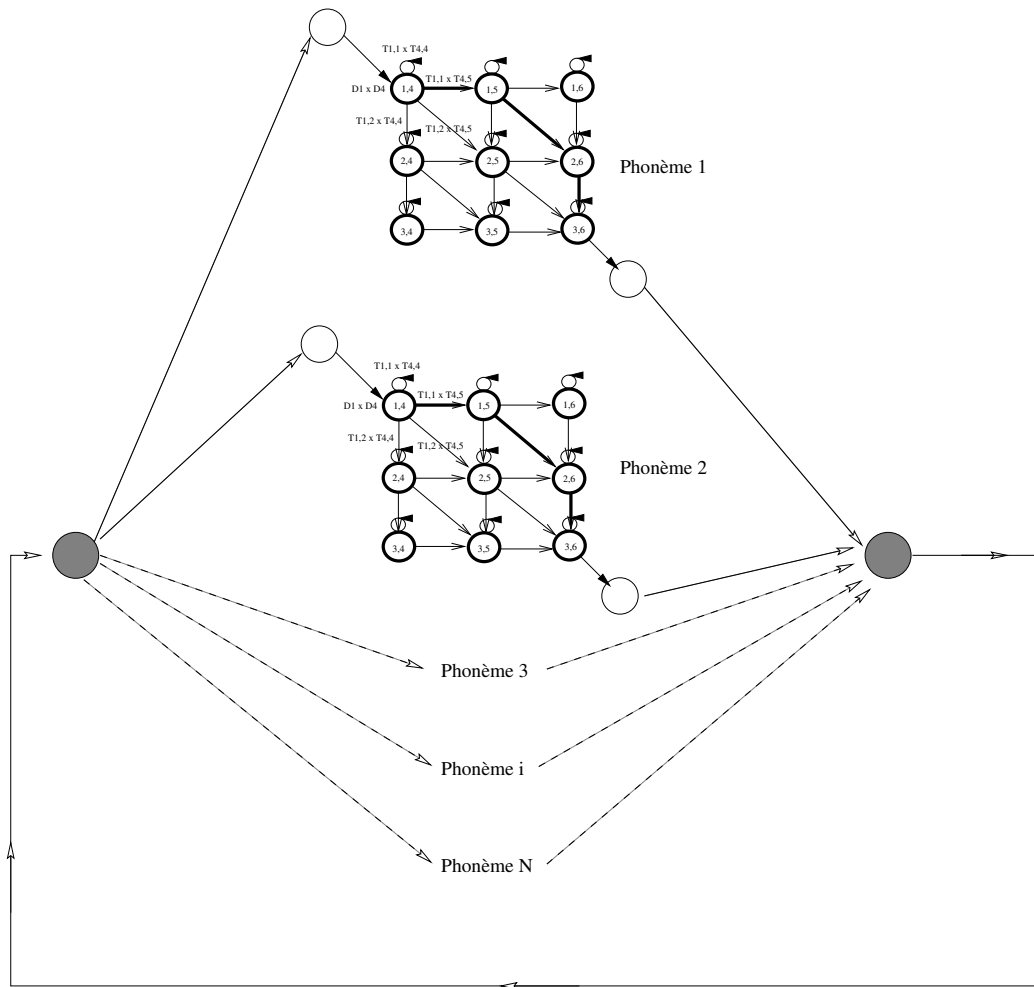 T1,1 x T4,4
D1 x D4
1,4
T1,1 x T4,5
1,5
1,6
T1,2 x T4,4
T1,2 x T4,5
2,4
2,5
2,6
Phonème 1
3,4
3,5
3,6
T1,1 x T4,4
D1 x D4
1,4
T1,1 x T4,5
1,5
1,6
T1,2 x T4,4
T1,2 x T4,5
2,4
2,5
2,6
Phonème 2
3,4
3,5
3,6
Phonème 3
Phonème i
Phonème N